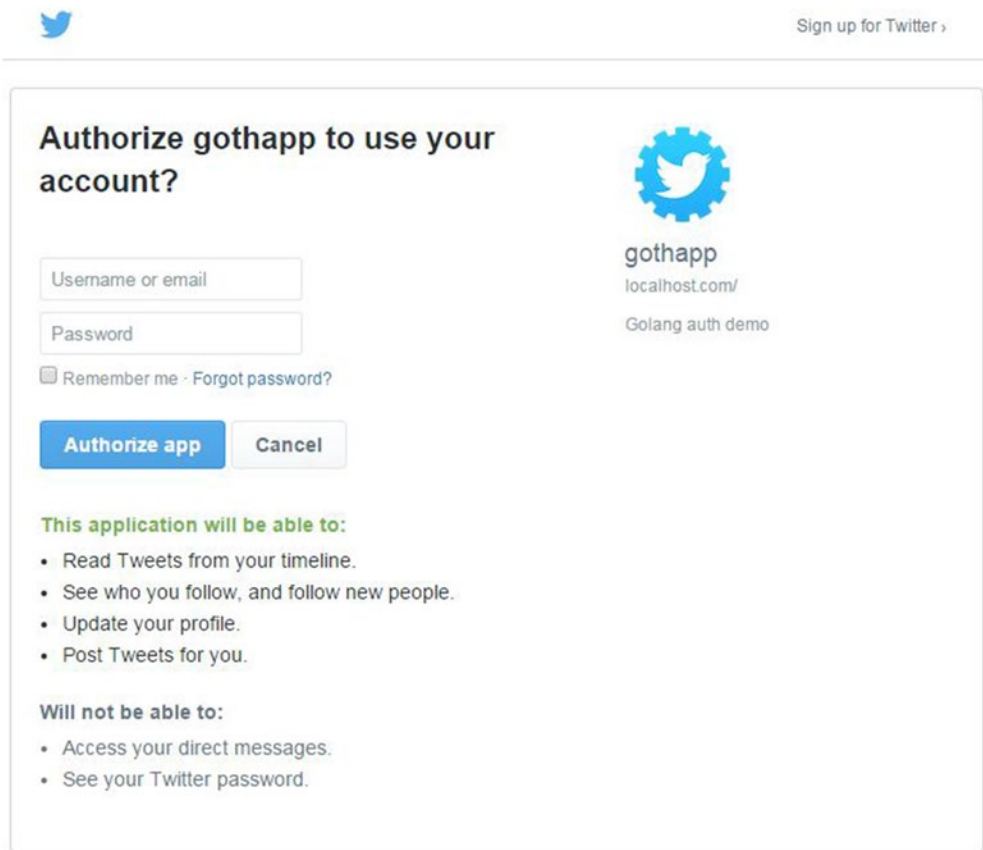 Sign up for Twitter ›
Authorize gothapp to use your
account?
Username or email
Password
Remember me · Forgot password?
Authorize app
Cancel
gothapp
localhost.com/
Golang auth demo
This application will be able to:
• Read Tweets from your timeline.
• See who you follow, and follow new people.
• Update your profile.
• Post Tweets for you.
Will not be able to:
• Access your direct messages.
• See your Twitter password.